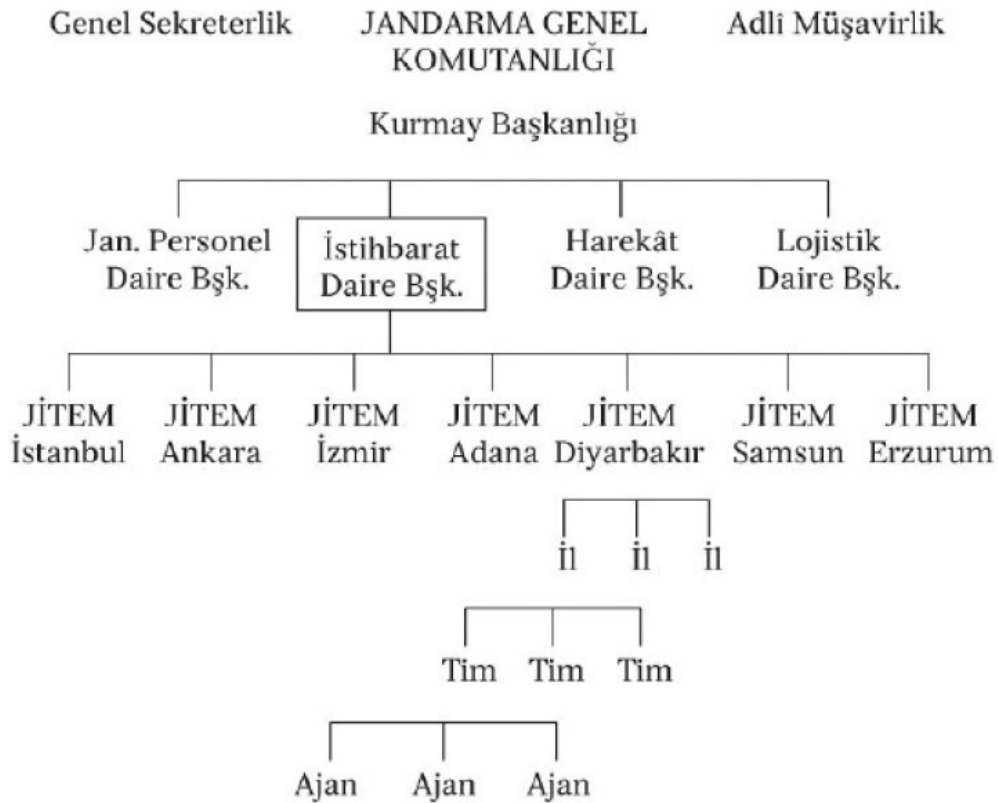 Genel Sekreterlik JANDARMA GENEL Adlî Müşavirlik
KOMUTANLIĞI
Kurmay Başkanlığı
Jan. Personel İstihbarat Harekât Lojistik
Daire Bşk. Daire Bşk. Daire Bşk. Daire Bşk.
JİTEM JİTEM JİTEM JİTEM JİTEM JİTEM JİTEM
İstanbul Ankara İzmir Adana Diyarbakır Samsun Erzurum
İl İl İl
Tim Tim Tim
Ajan Ajan Ajan